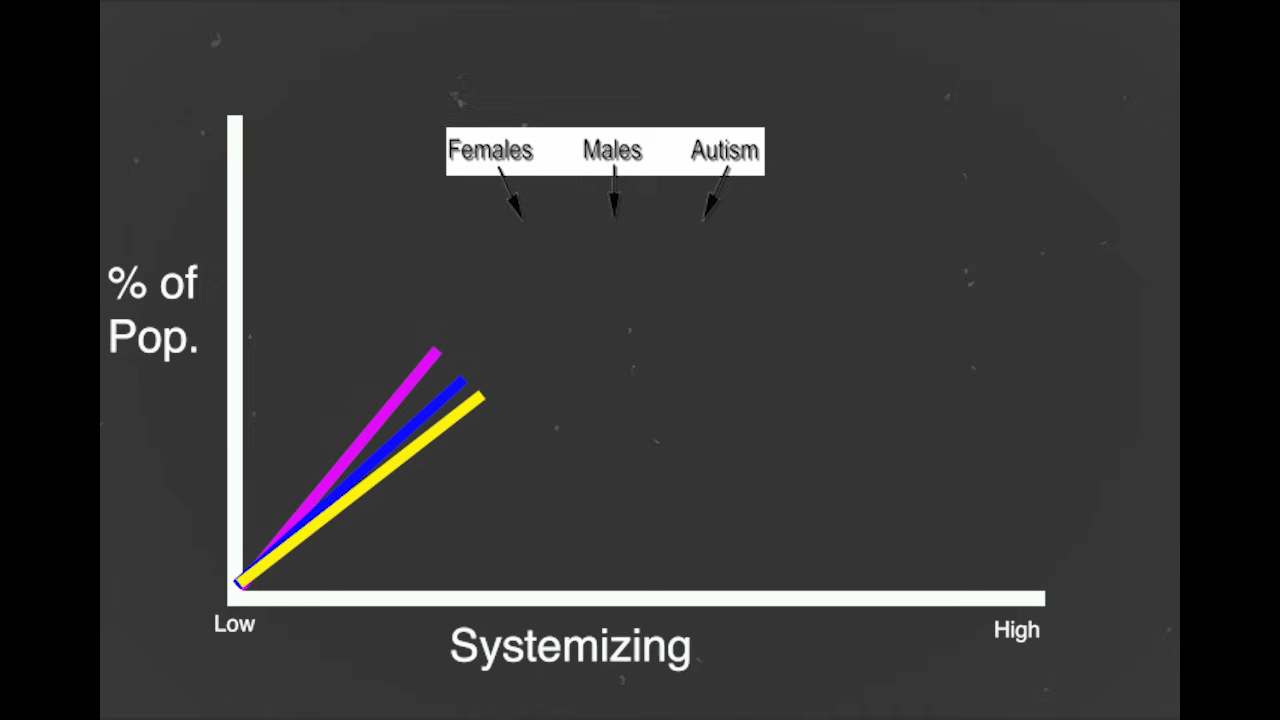 Females Males Autism
% of
Pop.
Low
High
Systemizing